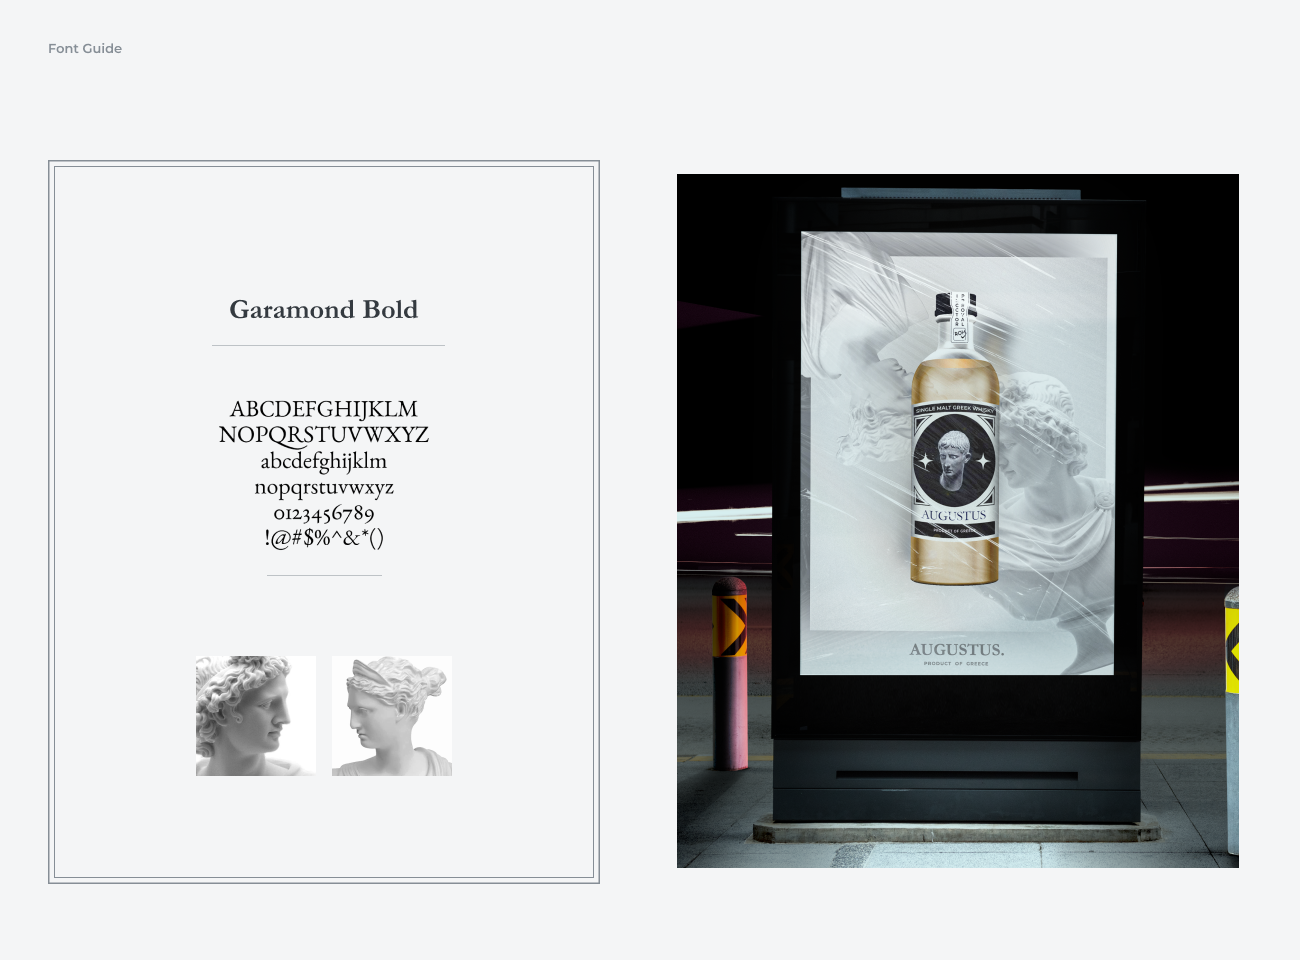 Font Guide
Garamond Bold
ABCDEFGHIJKLM
NOPQRSTUVWXYZ
abcdefghijklm
nopqrstuvwxyz
0123456789
!@#$%^&*()
SINGLE MALT GREEK WHISKY
AUGUSTUS
PRODUCT OF GREECE
AUGUSTUS.
PRODUCT OF GREECE